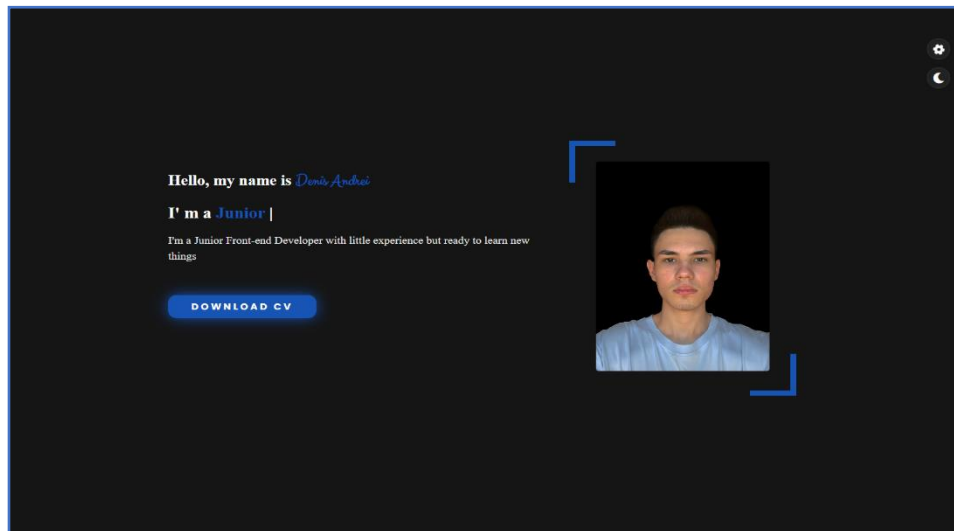 Hello, my name is Denis Andrei
I' m a Junior |
I'm a Junior Front-end Developer with little experience but ready to learn new
things
DOWNLOAD CV